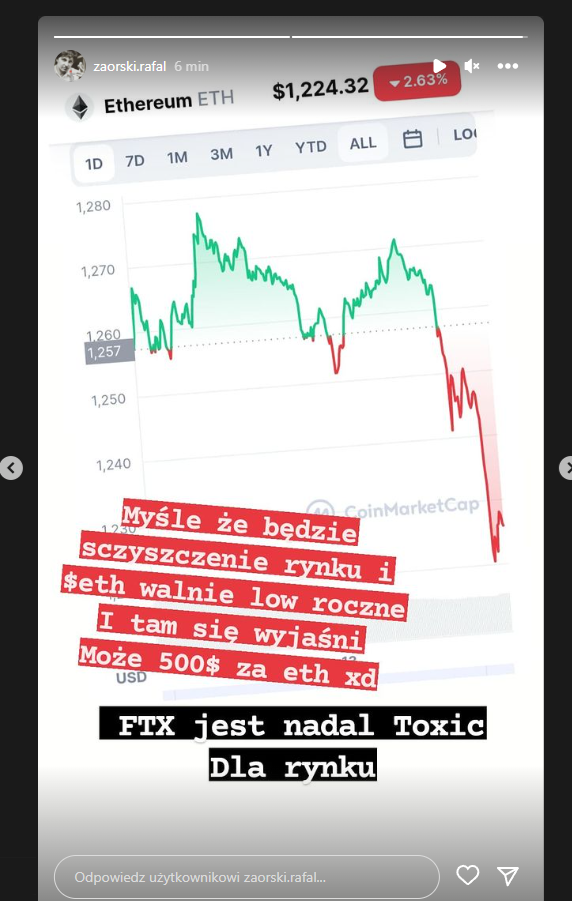 zaorski.rafal 6 min
Ethereum ETH $1,224.32 2.63%
1D 7D 1M 3M 1Y YTD ALL
1,280
1,270
1,260
1,257
1,250
1,240
CoinMarketCap
1,230
Myśle że będzie
sczyszczenie rynku i
$eth walnie low roczne
I tam się wyjaśni
Może 500$ za eth xd
USD
FTX jest nadal Toxic
Dla rynku
Odpowiedz użytkownikowi zaorski.rafal...